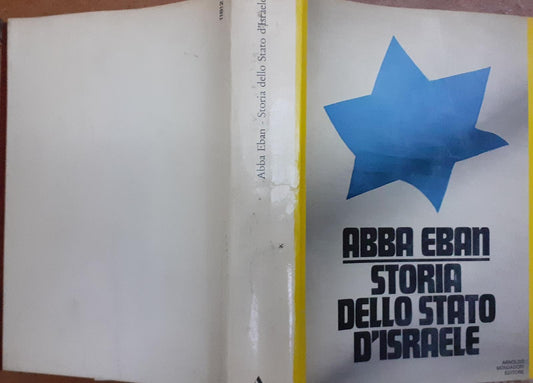 Abba Eban - Storia dello Stato d'Israele
ABBA EBAN
STORIA
DELLO STATO
D'ISRAELE
ARNOLDO
MONDADORI
EDITORE